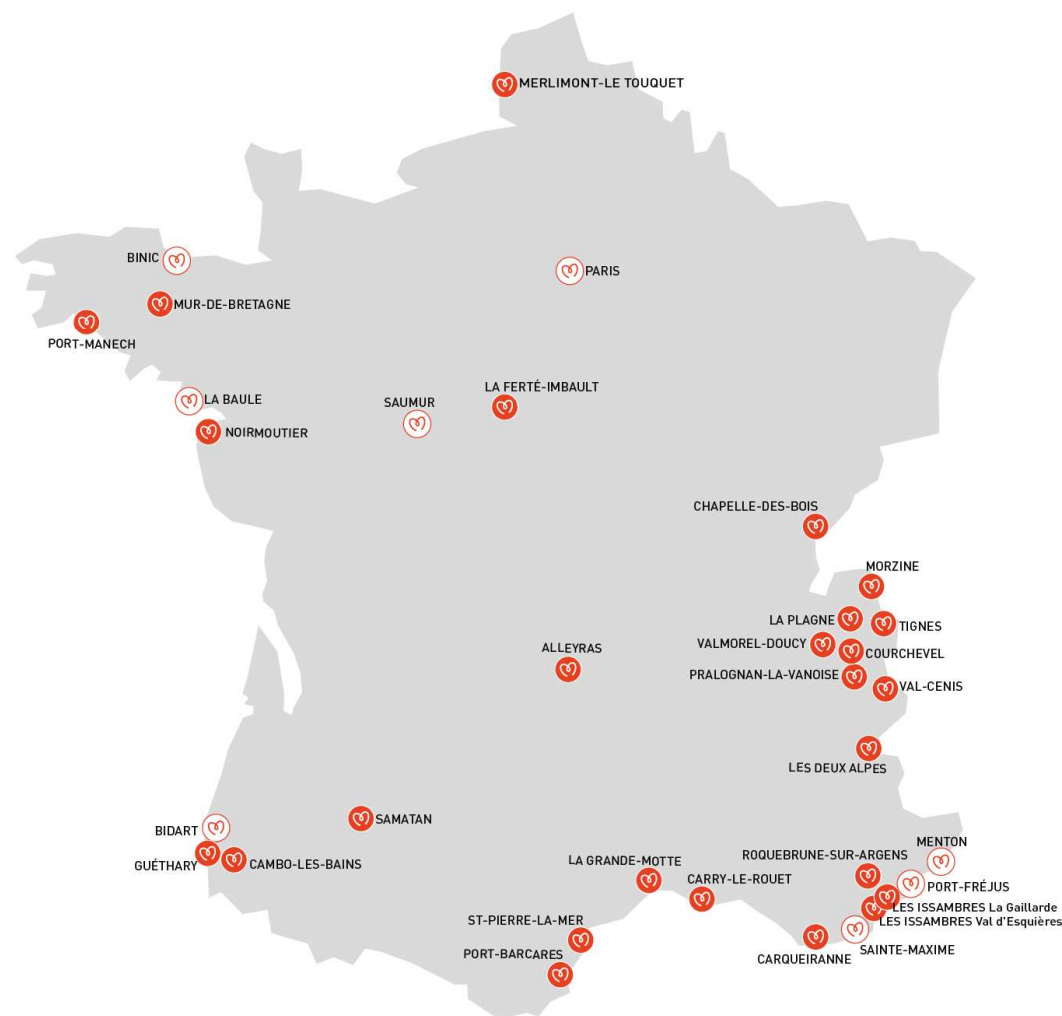 MERLIMONT-LE TOUQUET
BINIC
PARIS
MUR-DE-BRETAGNE
PORT-MANECH
LA FERTÉ-IMBAULT
LA BAULE
SAUMUR
NOIRMOUTIER
CHAPELLE-DES-BOIS
MORZINE
LA PLAGNE
TIGNES
VALMOREL-DOUCY
ALLEYRAS
COURCHEVEL
PRALOGNAN-LA-VANOISE
VAL-CENIS
LES DEUX ALPES
SAMATAN
BIDART
MENTON
ROQUEBRUNE-SUR-ARGENS
LA GRANDE-MOTTE
CAMBO-LES-BAINS
GUÉTHARY
CARRY-LE-ROUET
PORT-FRÉJUS
LES ISSAMBRES La Gaillarde
ST-PIERRE-LA-MER
LES ISSAMBRES Val d'Esquières
SAINTE-MAXIME
PORT-BARCARES
CARQUEIRANNE